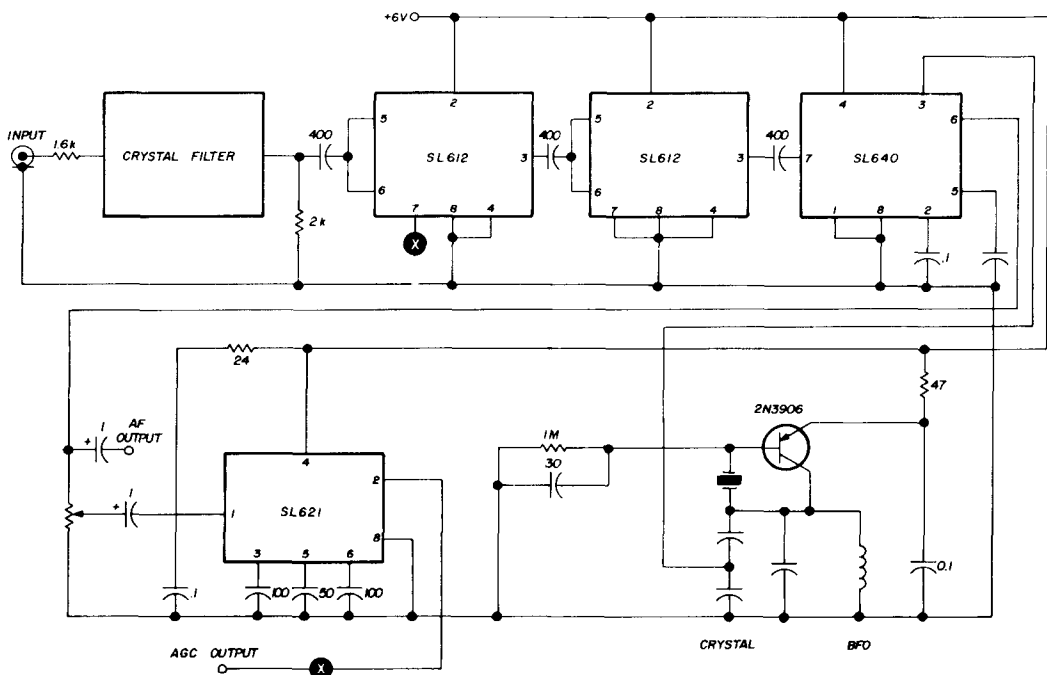 +6V
INPUT
1.6k
CRYSTAL FILTER
2k
400
5
6
2
SL612
3
7
8
4
400
5
6
2
SL612
3
7
8
4
400
7
4
3
SL640
6
5
1
8
2
.1
24
1
+
AF
OUTPUT
1
+
1
4
SL621
2
8
3
5
6
.1
100
50
100
AGC OUTPUT
X
X
1M
30
2N3906
47
0.1
CRYSTAL
BFO